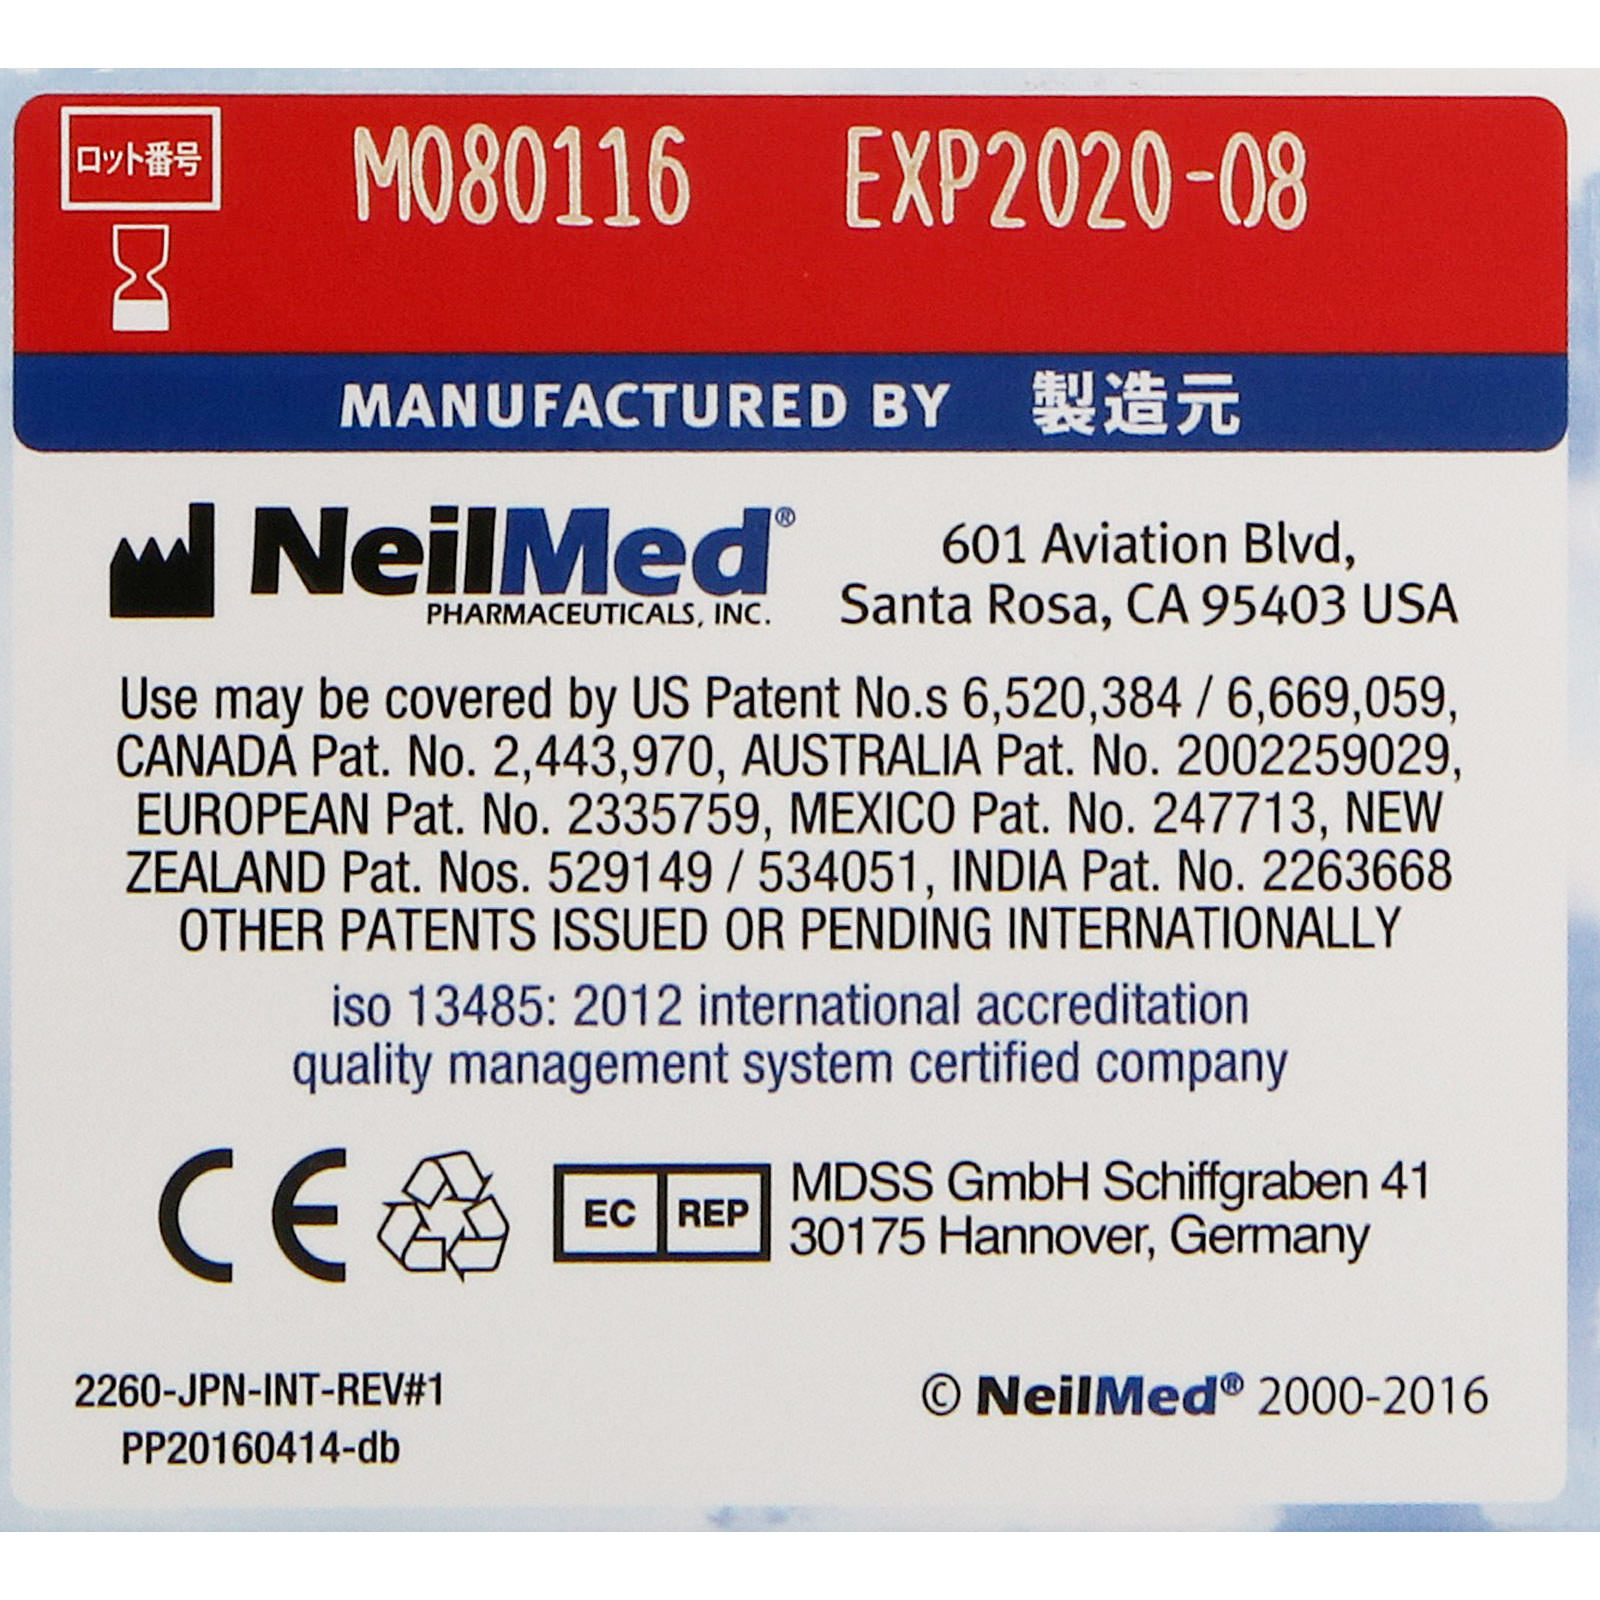 ロット番号 M080116 EXP2020-08
MANUFACTURED BY 製造元
NeilMed®
PHARMACEUTICALS, INC.
601 Aviation Blvd,
Santa Rosa, CA 95403 USA
Use may be covered by US Patent No.s 6,520,384 / 6,669,059,
CANADA Pat. No. 2,443,970, AUSTRALIA Pat. No. 2002259029,
EUROPEAN Pat. No. 2335759, MEXICO Pat. No. 247713, NEW
ZEALAND Pat. Nos. 529149 / 534051, INDIA Pat. No. 2263668
OTHER PATENTS ISSUED OR PENDING INTERNATIONALLY
iso 13485: 2012 international accreditation
quality management system certified company
CE
EC REP
MDSS GmbH Schiffgraben 41
30175 Hannover, Germany
2260-JPN-INT-REV#1
PP20160414-db
© NeilMed® 2000-2016